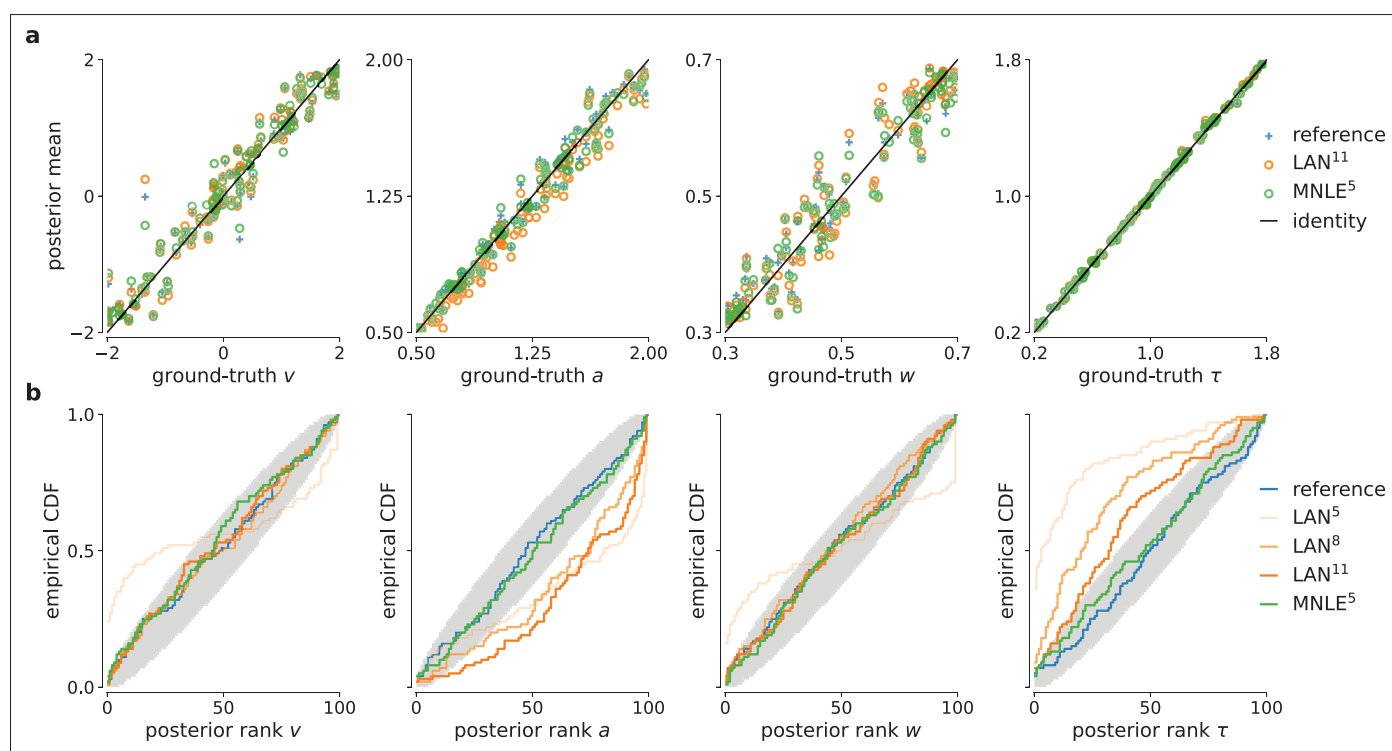 a
2
0
−2
posterior mean
−2
0
2
ground-truth v
2.00
1.25
0.50
0.50
1.25
2.00
ground-truth a
0.7
0.5
0.3
0.3
0.5
0.7
ground-truth w
1.8
1.0
0.2
0.2
1.0
1.8
ground-truth τ
reference
LAN¹¹
MNLE⁵
identity
b
1.0
0.5
0.0
empirical CDF
0
50
100
posterior rank v
empirical CDF
0
50
100
posterior rank a
empirical CDF
0
50
100
posterior rank w
empirical CDF
0
50
100
posterior rank τ
reference
LAN⁵
LAN⁸
LAN¹¹
MNLE⁵